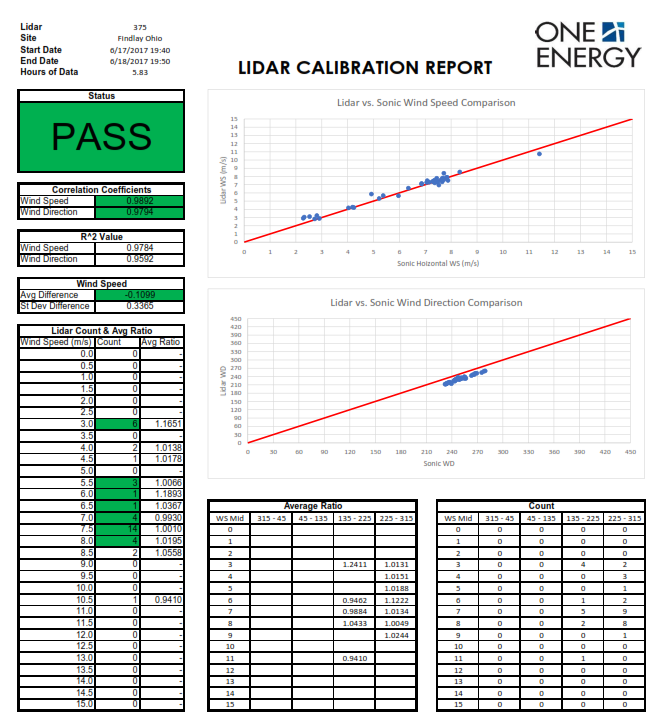 Lidar 375
Site Findlay Ohio
Start Date 6/17/2017 19:40
End Date 6/18/2017 19:50
Hours of Data 5.83
ONE
ENERGY
LIDAR CALIBRATION REPORT
Status
PASS
Correlation Coefficients
Wind Speed 0.9892
Wind Direction 0.9794
R^2 Value
Wind Speed 0.9784
Wind Direction 0.9592
Wind Speed
Avg Difference -0.1099
St Dev Difference 0.3365
Lidar Count & Avg Ratio
Wind Speed (m/s) Count Avg Ratio
0.0 0 -
0.5 0 -
1.0 0 -
1.5 0 -
2.0 0 -
2.5 0 -
3.0 6 1.1651
3.5 0 -
4.0 2 1.0138
4.5 1 1.0178
5.0 0 -
5.5 3 1.0066
6.0 1 1.1893
6.5 1 1.0367
7.0 4 0.9930
7.5 14 1.0010
8.0 4 1.0195
8.5 2 1.0558
9.0 0 -
9.5 0 -
10.0 0 -
10.5 1 0.9410
11.0 0 -
11.5 0 -
12.0 0 -
12.5 0 -
13.0 0 -
13.5 0 -
14.0 0 -
14.5 0 -
15.0 0 -
Lidar vs. Sonic Wind Speed Comparison
Lidar WS (m/s)
15
14
13
12
11
10
9
8
7
6
5
4
3
2
1
0
0 1 2 3 4 5 6 7 8 9 10 11 12 13 14 15
Sonic Hoizontal WS (m/s)
Lidar vs. Sonic Wind Direction Comparison
Lidar WD
450
420
390
360
330
300
270
240
210
180
150
120
90
60
30
0
0 30 60 90 120 150 180 210 240 270 300 330 360 390 420 450
Sonic WD
Average Ratio
WS Mid 315 - 45 45 - 135 135 - 225 225 - 315
0
1
2
3 1.2411 1.0131
4 1.0151
5 1.0188
6 0.9462 1.1222
7 0.9884 1.0134
8 1.0433 1.0049
9 1.0244
10
11 0.9410
12
13
14
15
Count
WS Mid 315 - 45 45 - 135 135 - 225 225 - 315
0 0 0 0 0
1 0 0 0 0
2 0 0 0 0
3 0 0 4 2
4 0 0 0 3
5 0 0 0 1
6 0 0 1 2
7 0 0 5 9
8 0 0 2 8
9 0 0 0 1
10 0 0 0 0
11 0 0 1 0
12 0 0 0 0
13 0 0 0 0
14 0 0 0 0
15 0 0 0 0